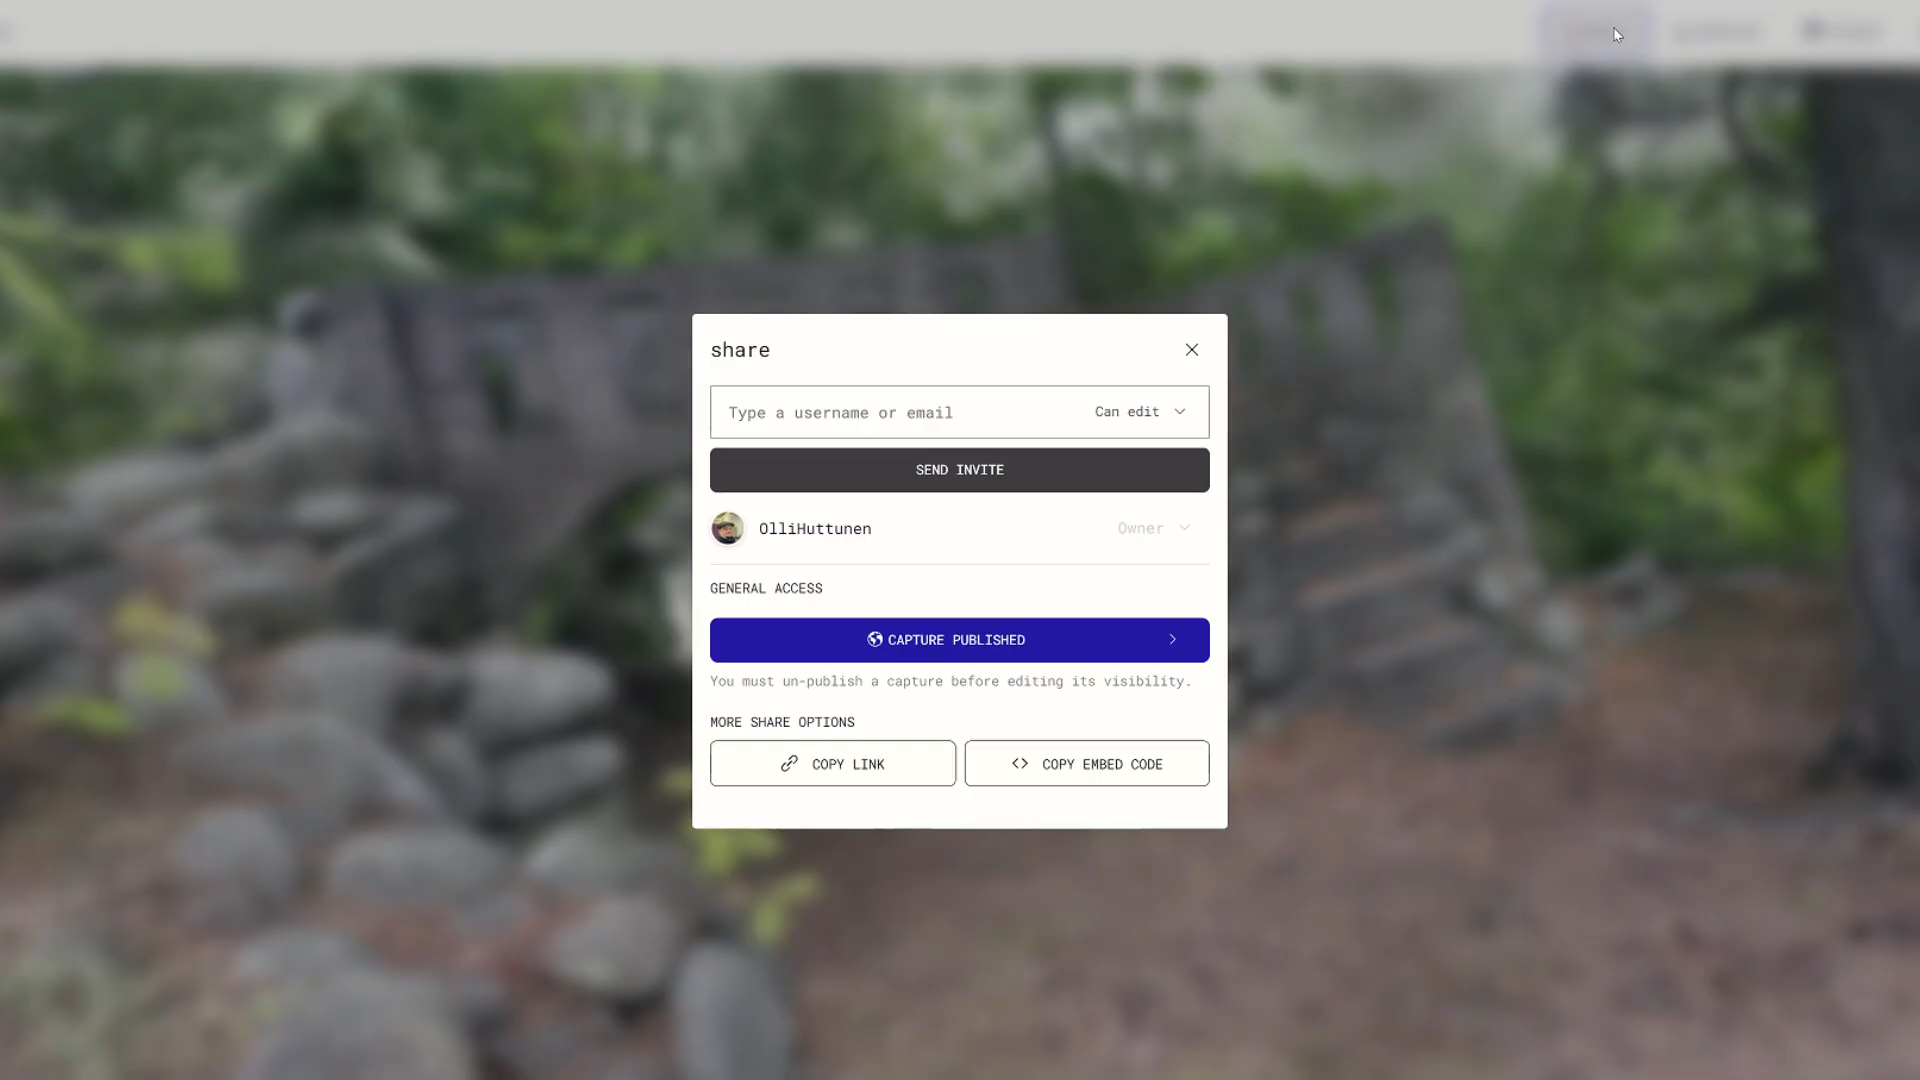 share
Type a username or email
Can edit
SEND INVITE
OlliHuttunen
Owner
GENERAL ACCESS
CAPTURE PUBLISHED
You must un-publish a capture before editing its visibility.
MORE SHARE OPTIONS
COPY LINK
COPY EMBED CODE